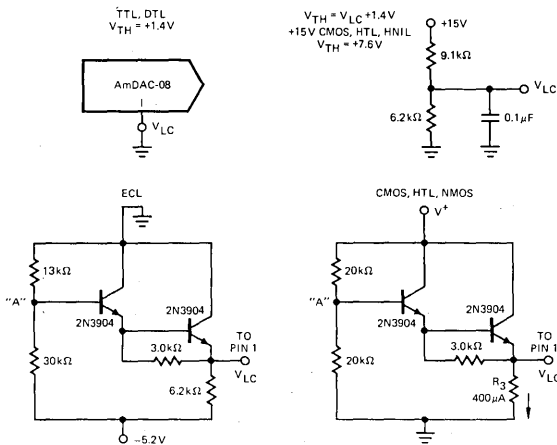 TTL, DTL
V_TH = +1.4V
AmDAC-08
V_LC
V_TH = V_LC +1.4V
+15V CMOS, HTL, HNIL
V_TH = +7.6V
+15V
9.1kΩ
V_LC
6.2kΩ
0.1μF
ECL
13kΩ
"A"
2N3904
2N3904
30kΩ
3.0kΩ
TO
PIN 1
V_LC
6.2kΩ
-5.2V
CMOS, HTL, NMOS
V+
20kΩ
"A"
2N3904
2N3904
20kΩ
3.0kΩ
TO
PIN 1
V_LC
R3
400μA